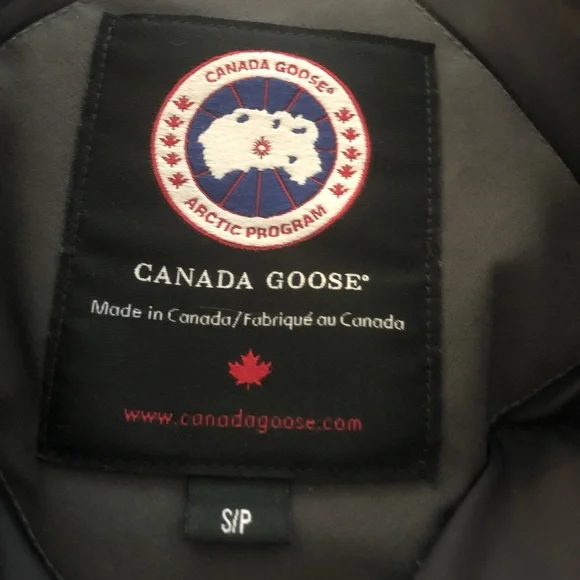 CANADA GOOSE®
ARCTIC PROGRAM
CANADA GOOSE®
Made in Canada/Fabriqué au Canada
www.canadagoose.com
S/P